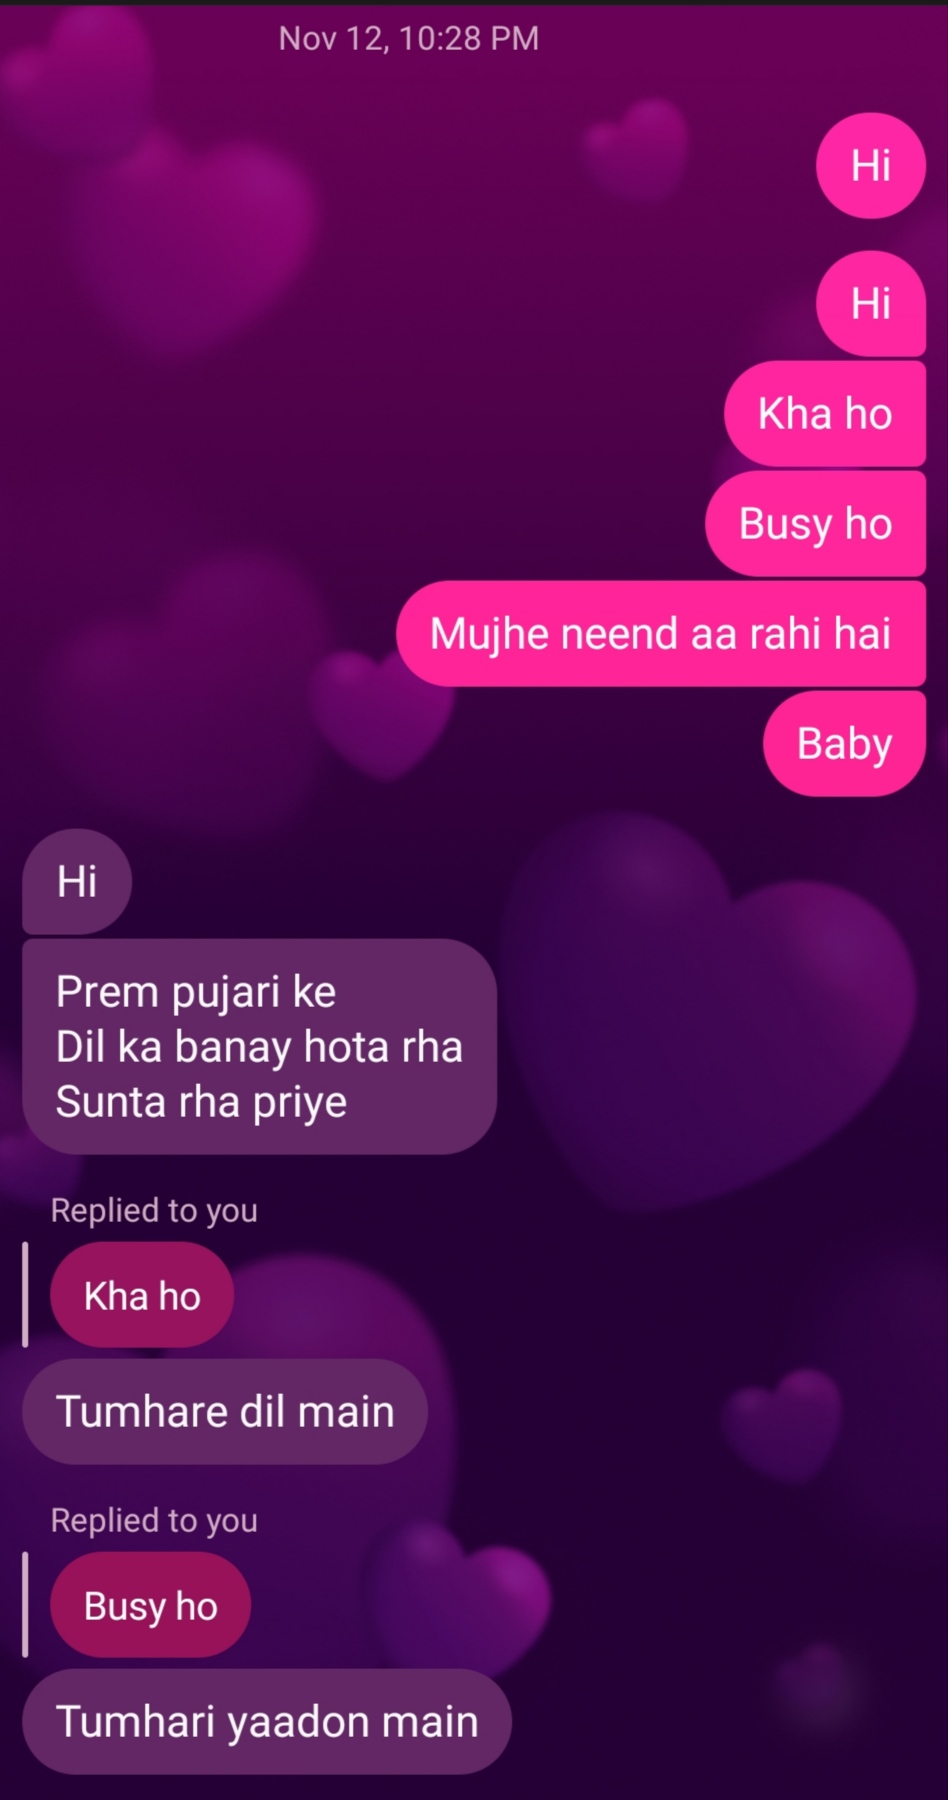 Nov 12, 10:28 PM
Hi
Hi
Kha ho
Busy ho
Mujhe neend aa rahi hai
Baby
Hi
Prem pujari ke
Dil ka banay hota rha
Sunta rha priye
Replied to you
Kha ho
Tumhare dil main
Replied to you
Busy ho
Tumhari yaadon main